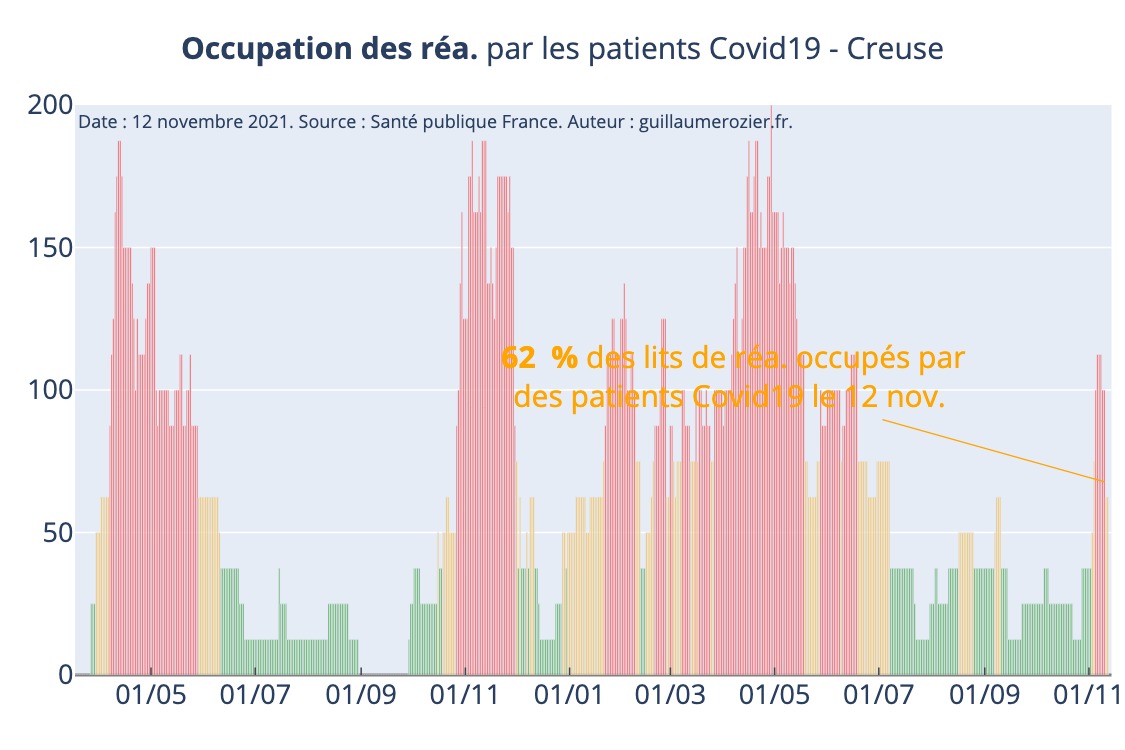 Occupation des réa. par les patients Covid19 - Creuse
Date : 12 novembre 2021. Source : Santé publique France. Auteur : guillaumerozier.fr.
200
150
100
50
0
62 % des lits de réa. occupés par
des patients Covid19 le 12 nov.
01/05 01/07 01/09 01/11 01/01 01/03 01/05 01/07 01/09 01/11